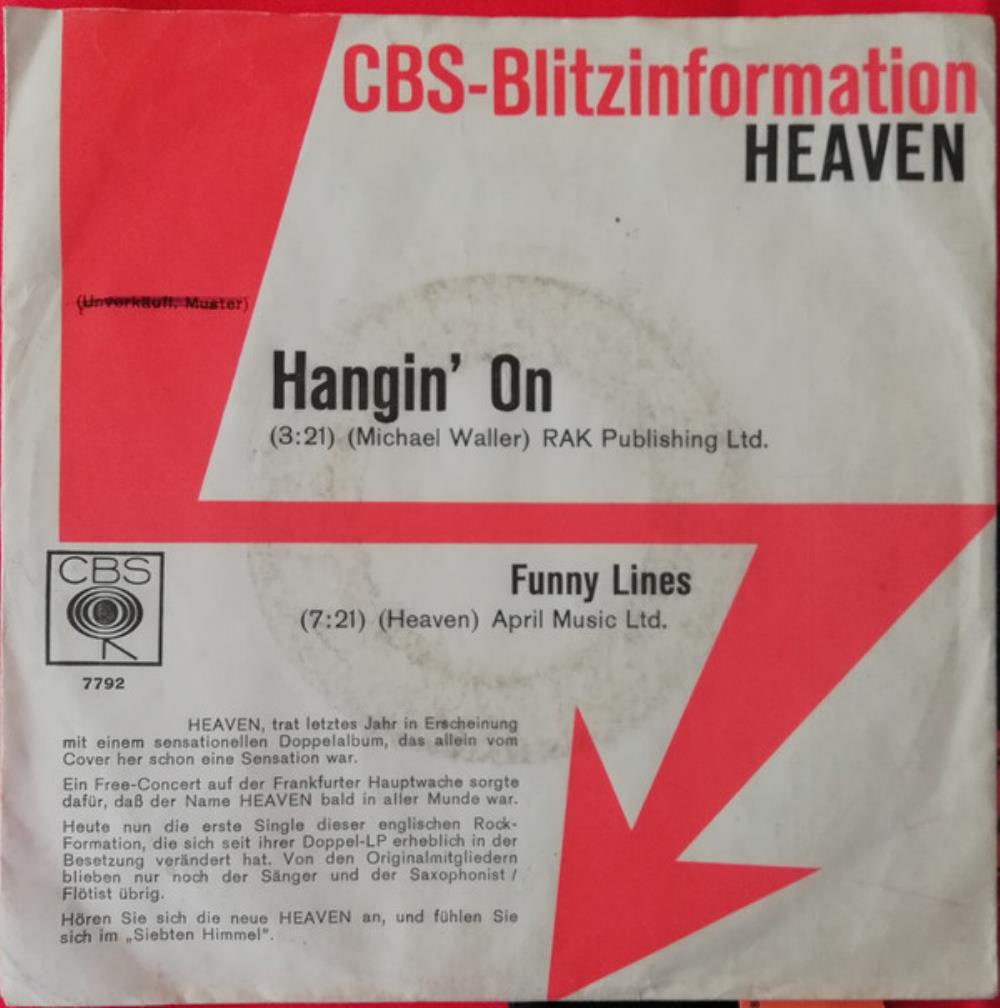 CBS-Blitzinformation
HEAVEN
(Unverkäufl. Muster)
Hangin' On
(3:21) (Michael Waller) RAK Publishing Ltd.
CBS
Funny Lines
(7:21) (Heaven) April Music Ltd.
7792
HEAVEN, trat letztes Jahr in Erscheinung
mit einem sensationellen Doppelalbum, das allein vom
Cover her schon eine Sensation war.
Ein Free-Concert auf der Frankfurter Hauptwache sorgte
dafür, daß der Name HEAVEN bald in aller Munde war.
Heute nun die erste Single dieser englischen Rock-
Formation, die sich seit ihrer Doppel-LP erheblich in der
Besetzung verändert hat. Von den Originalmitgliedern
blieben nur noch der Sänger und der Saxophonist /
Flötist übrig.
Hören Sie sich die neue HEAVEN an, und fühlen Sie
sich im „Siebten Himmel".